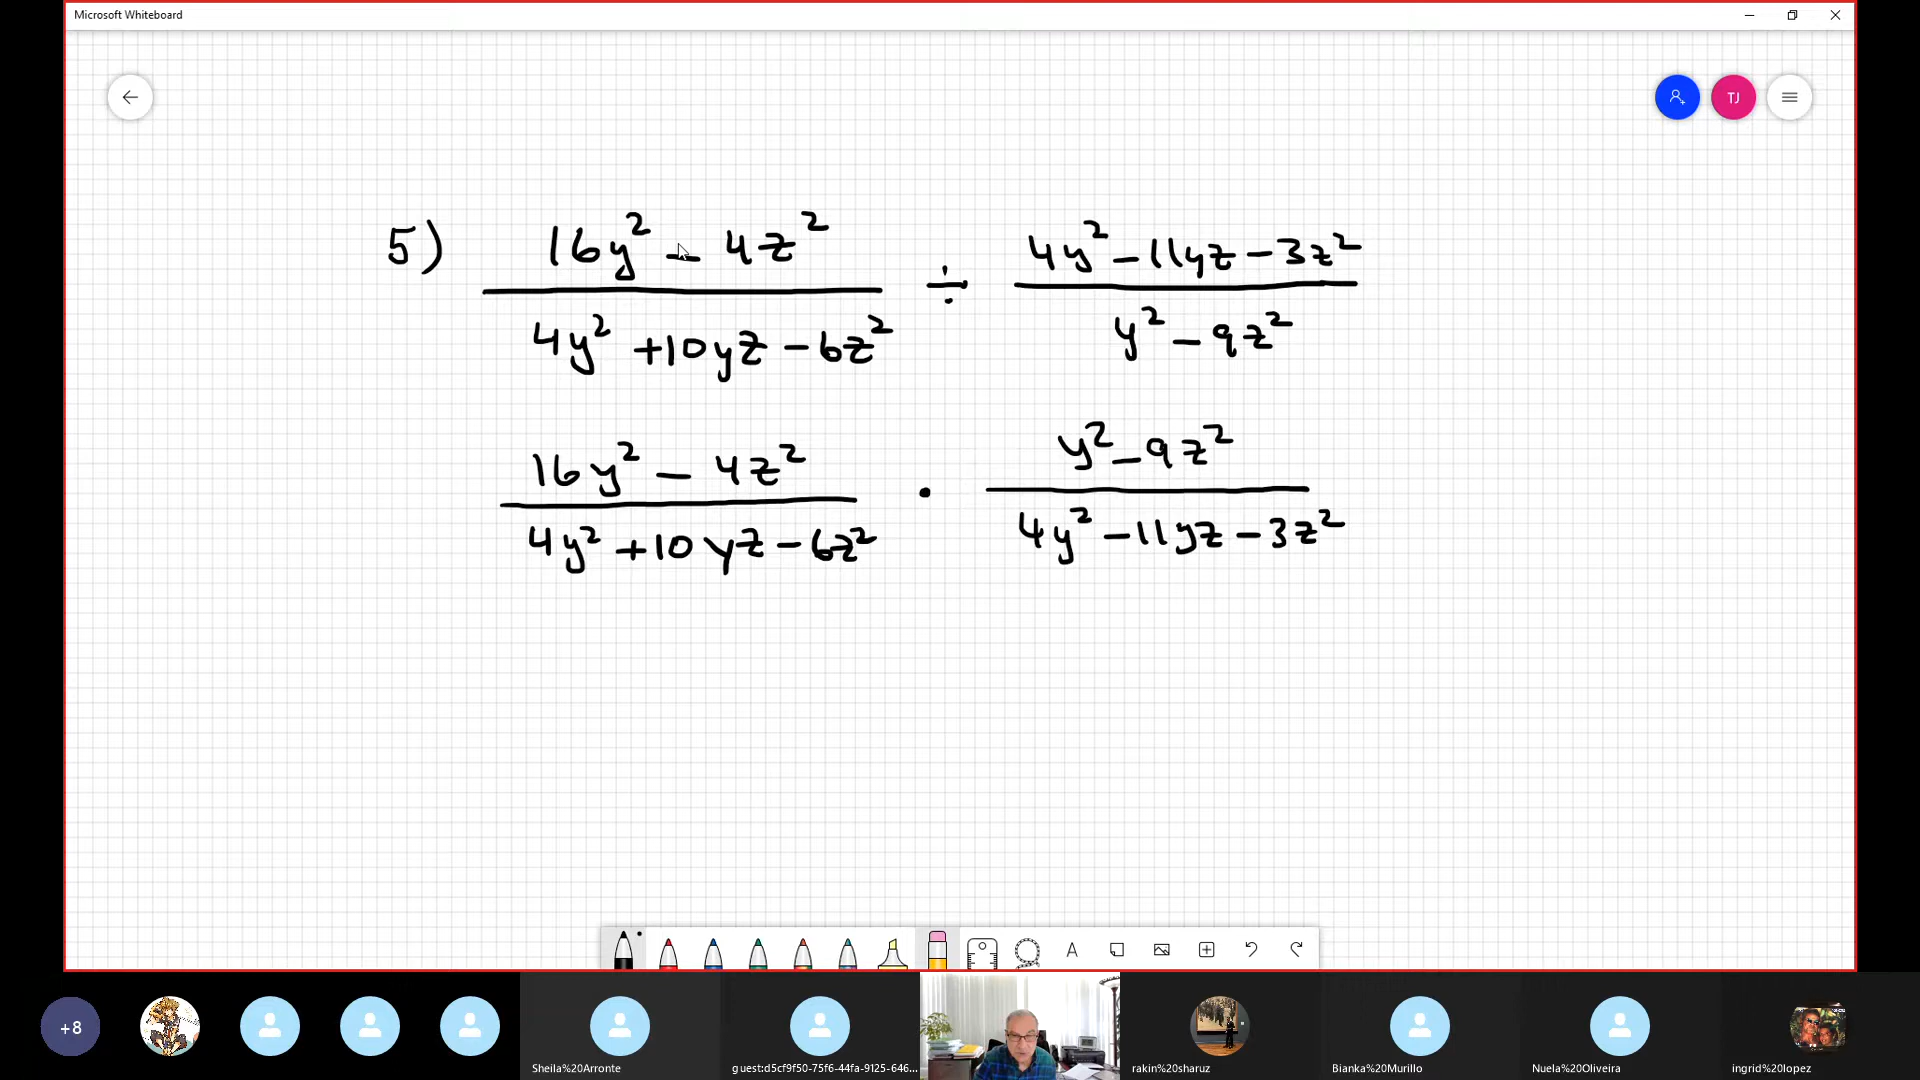 Microsoft Whiteboard
TJ
5) 16y² - 4z² ÷ 4y² - 11yz - 3z²
4y² + 10yz - 6z² y² - 9z²
16y² - 4z² · y² - 9z²
4y² + 10yz - 6z² 4y² - 11yz - 3z²
A
+8
Sheila%20Arronte
guest:d5cf9f50-75f6-44fa-9125-646...
rakin%20sharuz
Bianka%20Murillo
Nuela%20Oliveira
ingrid%20lopez